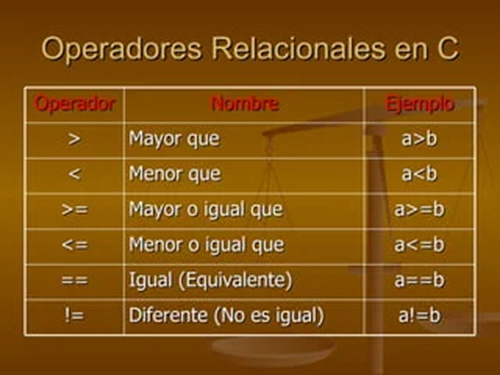 Operadores Relacionales en C
Operador Nombre Ejemplo
> Mayor que a>b
< Menor que a<b
>= Mayor o igual que a>=b
<= Menor o igual que a<=b
== Igual (Equivalente) a==b
!= Diferente (No es igual) a!=b